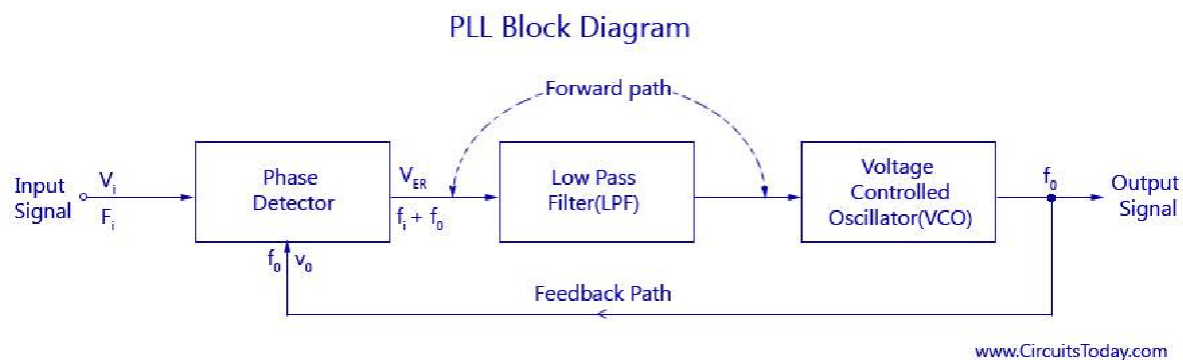 PLL Block Diagram
Forward path
Input
Signal
Vi
Fi
Phase
Detector
VER
fi + f0
Low Pass
Filter(LPF)
Voltage
Controlled
Oscillator(VCO)
f0
Output
Signal
f0 v0
Feedback Path
www.CircuitsToday.com